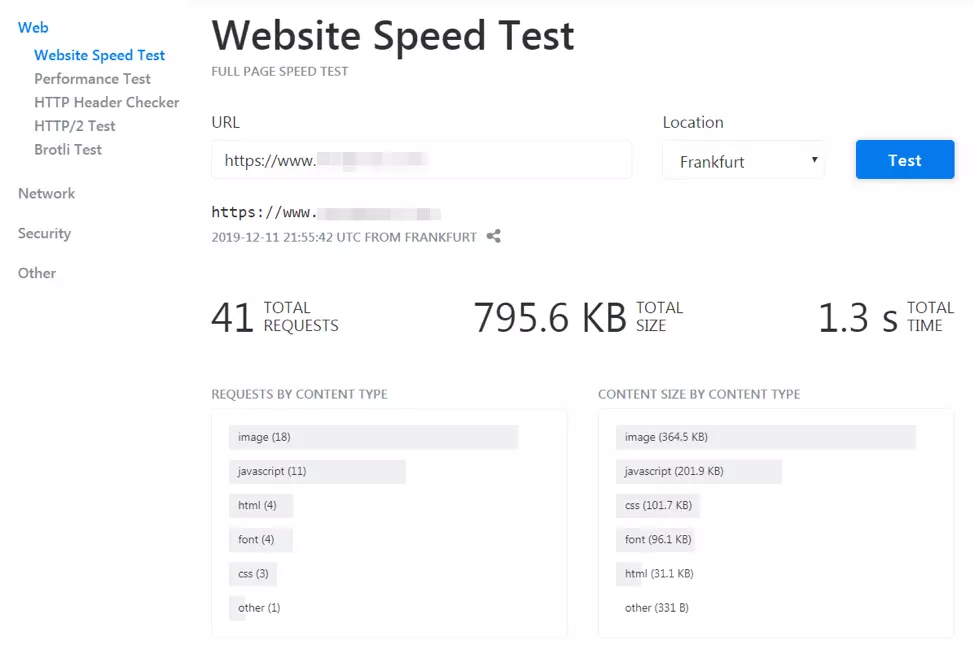 Web
Website Speed Test
Performance Test
HTTP Header Checker
HTTP/2 Test
Brotli Test
Network
Security
Other
Website Speed Test
FULL PAGE SPEED TEST
URL
Location
https://www.
Frankfurt
Test
https://www.
2019-12-11 21:55:42 UTC FROM FRANKFURT
41 TOTAL REQUESTS
795.6 KB TOTAL SIZE
1.3 s TOTAL TIME
REQUESTS BY CONTENT TYPE
image (18)
javascript (11)
html (4)
font (4)
css (3)
other (1)
CONTENT SIZE BY CONTENT TYPE
image (364.5 KB)
javascript (201.9 KB)
css (101.7 KB)
font (96.1 KB)
html (31.1 KB)
other (331 B)